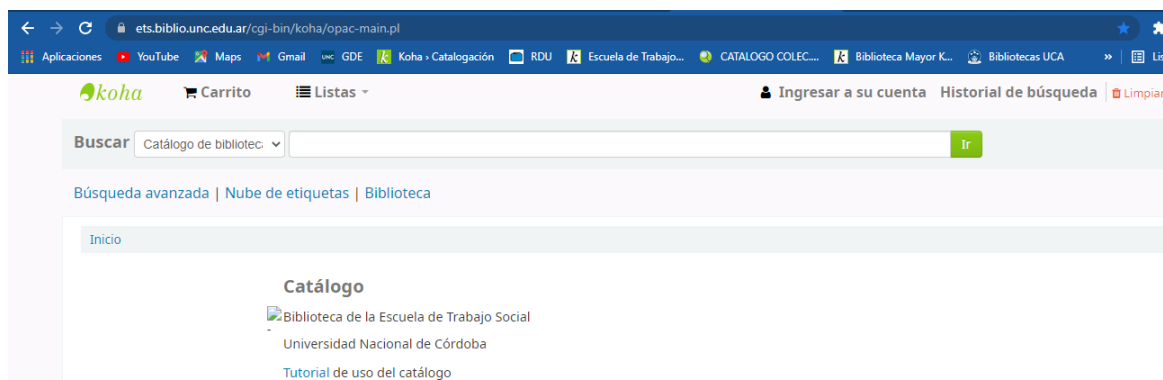 ets.biblio.unc.edu.ar/cgi-bin/koha/opac-main.pl
Aplicaciones YouTube Maps Gmail UNC GDE Koha › Catalogación RDU Escuela de Trabajo... CATALOGO COLEC.... Biblioteca Mayor K... Bibliotecas UCA » Lis
koha Carrito Listas Ingresar a su cuenta Historial de búsqueda Limpiar
Buscar Catálogo de bibliotec Ir
Búsqueda avanzada | Nube de etiquetas | Biblioteca
Inicio
Catálogo
Biblioteca de la Escuela de Trabajo Social
Universidad Nacional de Córdoba
Tutorial de uso del catálogo